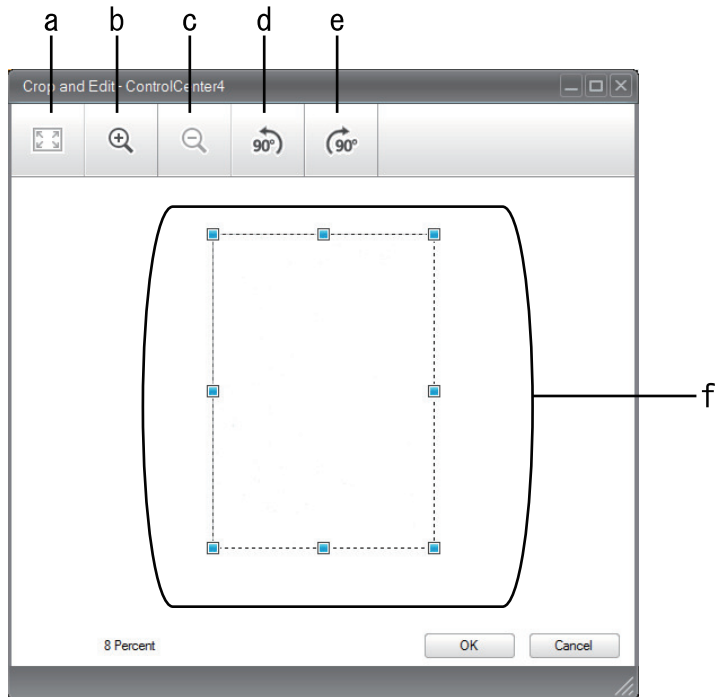 a b c d e
Crop and Edit - ControlCenter4
90° 90°
f
8 Percent OK Cancel